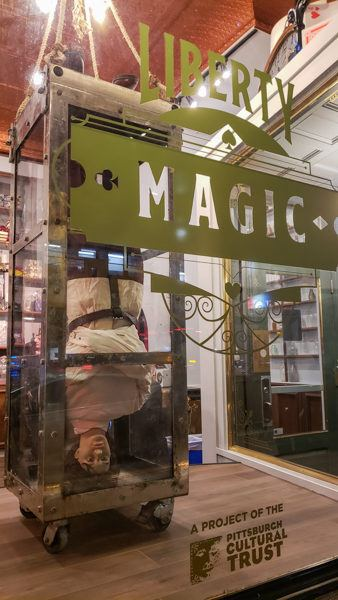 LIBERTY
MAGIC
A PROJECT OF THE
PITTSBURGH
CULTURAL
TRUST